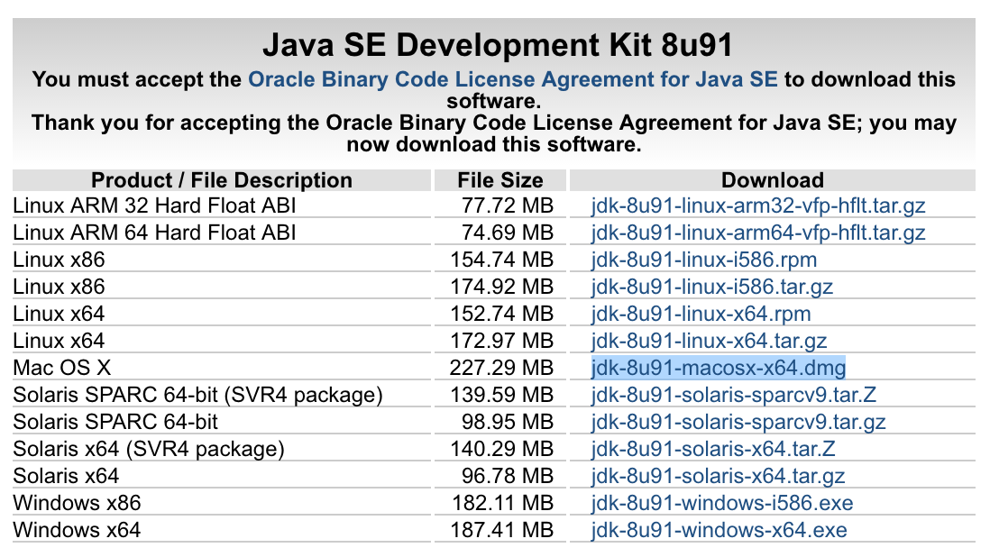 Java SE Development Kit 8u91
You must accept the Oracle Binary Code License Agreement for Java SE to download this
software.
Thank you for accepting the Oracle Binary Code License Agreement for Java SE; you may
now download this software.
Product / File Description File Size Download
Linux ARM 32 Hard Float ABI 77.72 MB jdk-8u91-linux-arm32-vfp-hflt.tar.gz
Linux ARM 64 Hard Float ABI 74.69 MB jdk-8u91-linux-arm64-vfp-hflt.tar.gz
Linux x86 154.74 MB jdk-8u91-linux-i586.rpm
Linux x86 174.92 MB jdk-8u91-linux-i586.tar.gz
Linux x64 152.74 MB jdk-8u91-linux-x64.rpm
Linux x64 172.97 MB jdk-8u91-linux-x64.tar.gz
Mac OS X 227.29 MB jdk-8u91-macosx-x64.dmg
Solaris SPARC 64-bit (SVR4 package) 139.59 MB jdk-8u91-solaris-sparcv9.tar.Z
Solaris SPARC 64-bit 98.95 MB jdk-8u91-solaris-sparcv9.tar.gz
Solaris x64 (SVR4 package) 140.29 MB jdk-8u91-solaris-x64.tar.Z
Solaris x64 96.78 MB jdk-8u91-solaris-x64.tar.gz
Windows x86 182.11 MB jdk-8u91-windows-i586.exe
Windows x64 187.41 MB jdk-8u91-windows-x64.exe